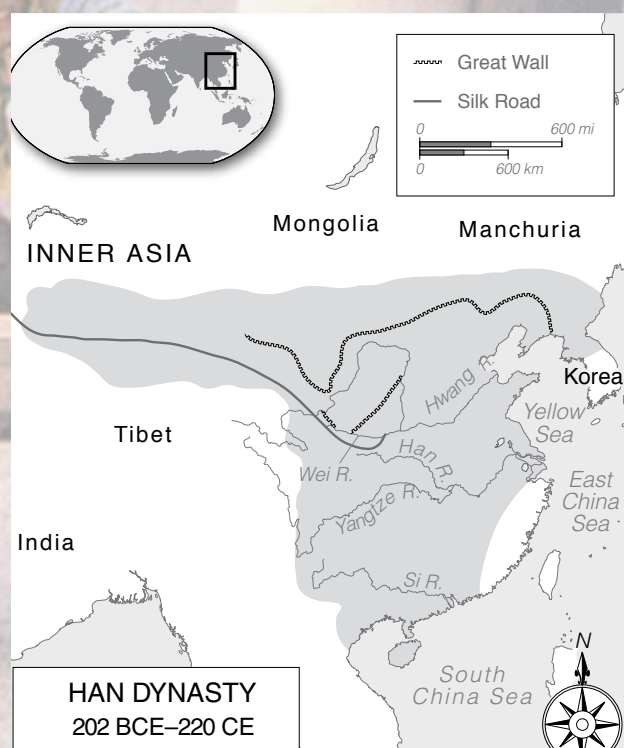 Great Wall
Silk Road
0
600 mi
0
600 km
Mongolia
Manchuria
INNER ASIA
Korea
Hwang R.
Yellow
Sea
Tibet
Han R.
Wei R.
East
China
Sea
Yangtze R.
India
Si R.
N
South
China Sea
HAN DYNASTY
202 BCE–220 CE